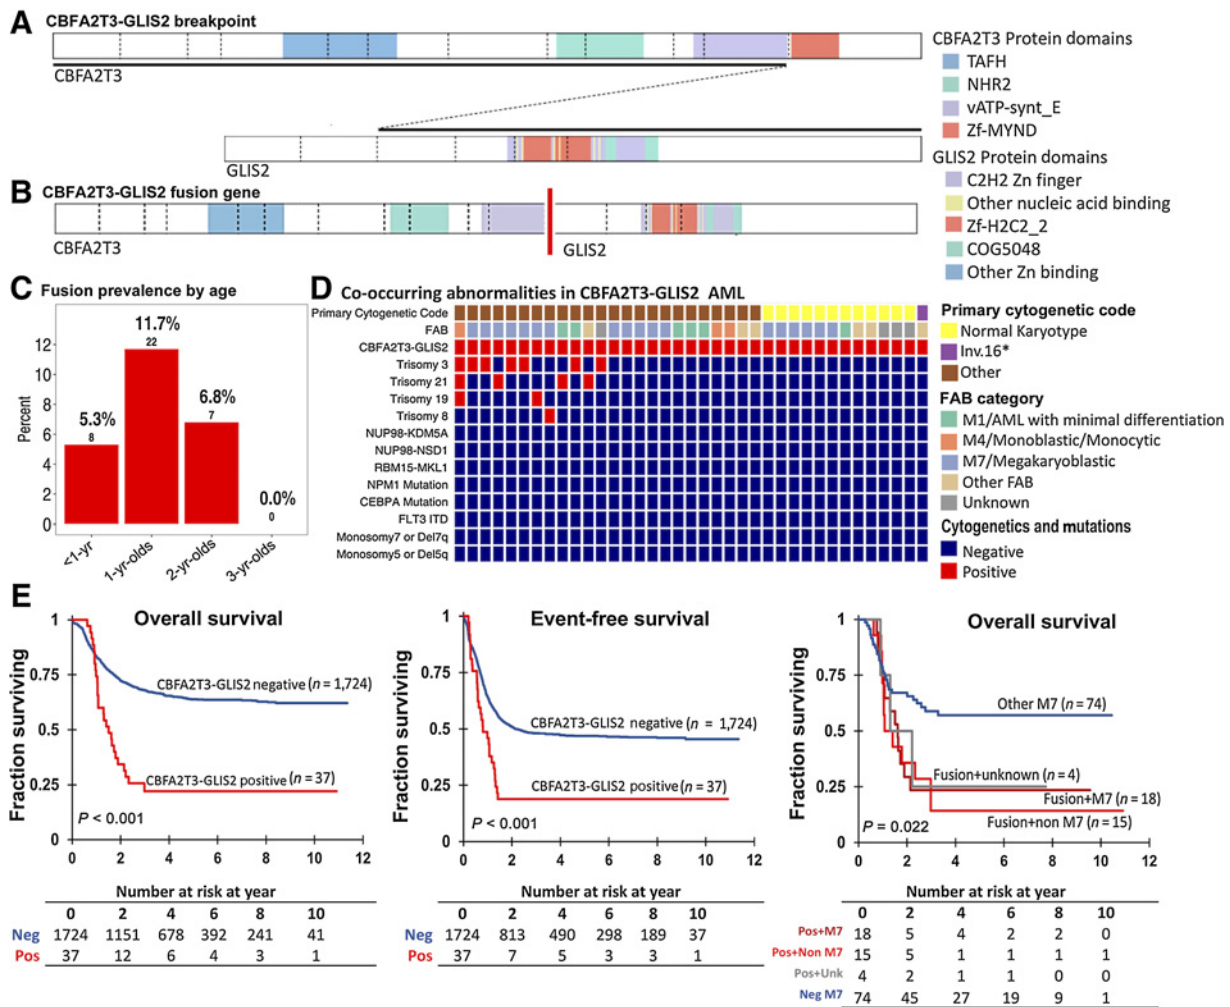 A
CBFA2T3-GLIS2 breakpoint
CBFA2T3
GLIS2
CBFA2T3 Protein domains
TAFH
NHR2
vATP-synt_E
Zf-MYND
GLIS2 Protein domains
C2H2 Zn finger
Other nucleic acid binding
Zf-H2C2_2
COG5048
Other Zn binding
B
CBFA2T3-GLIS2 fusion gene
CBFA2T3
GLIS2
C
Fusion prevalence by age
Percent
12
10
8
6
4
2
0
5.3%
8
11.7%
22
6.8%
7
0.0%
0
<1-yr
1-yr-olds
2-yr-olds
3-yr-olds
D
Co-occurring abnormalities in CBFA2T3-GLIS2 AML
Primary Cytogenetic Code
FAB
CBFA2T3-GLIS2
Trisomy 3
Trisomy 21
Trisomy 19
Trisomy 8
NUP98-KDM5A
NUP98-NSD1
RBM15-MKL1
NPM1 Mutation
CEBPA Mutation
FLT3 ITD
Monosomy7 or Del7q
Monosomy5 or Del5q
Primary cytogenetic code
Normal Karyotype
Inv.16*
Other
FAB category
M1/AML with minimal differentiation
M4/Monoblastic/Monocytic
M7/Megakaryoblastic
Other FAB
Unknown
Cytogenetics and mutations
Negative
Positive
E
Overall survival
Fraction surviving
1
0.75
0.5
0.25
0
CBFA2T3-GLIS2 negative (n = 1,724)
CBFA2T3-GLIS2 positive (n = 37)
P < 0.001
0 2 4 6 8 10 12
Number at risk at year
0 2 4 6 8 10
Neg 1724 1151 678 392 241 41
Pos 37 12 6 4 3 1
Event-free survival
Fraction surviving
1
0.75
0.5
0.25
0
CBFA2T3-GLIS2 negative (n = 1,724)
CBFA2T3-GLIS2 positive (n = 37)
P < 0.001
0 2 4 6 8 10 12
Number at risk at year
0 2 4 6 8 10
Neg 1724 813 490 298 189 37
Pos 37 7 5 3 3 1
Overall survival
Fraction surviving
1
0.75
0.5
0.25
0
Other M7 (n = 74)
Fusion+unknown (n = 4)
Fusion+M7 (n = 18)
Fusion+non M7 (n = 15)
P = 0.022
0 2 4 6 8 10 12
Number at risk at year
0 2 4 6 8 10
Pos+M7 18 5 4 2 2 0
Pos+Non M7 15 5 1 1 1 1
Pos+Unk 4 2 1 1 0 0
Neg M7 74 45 27 19 9 1